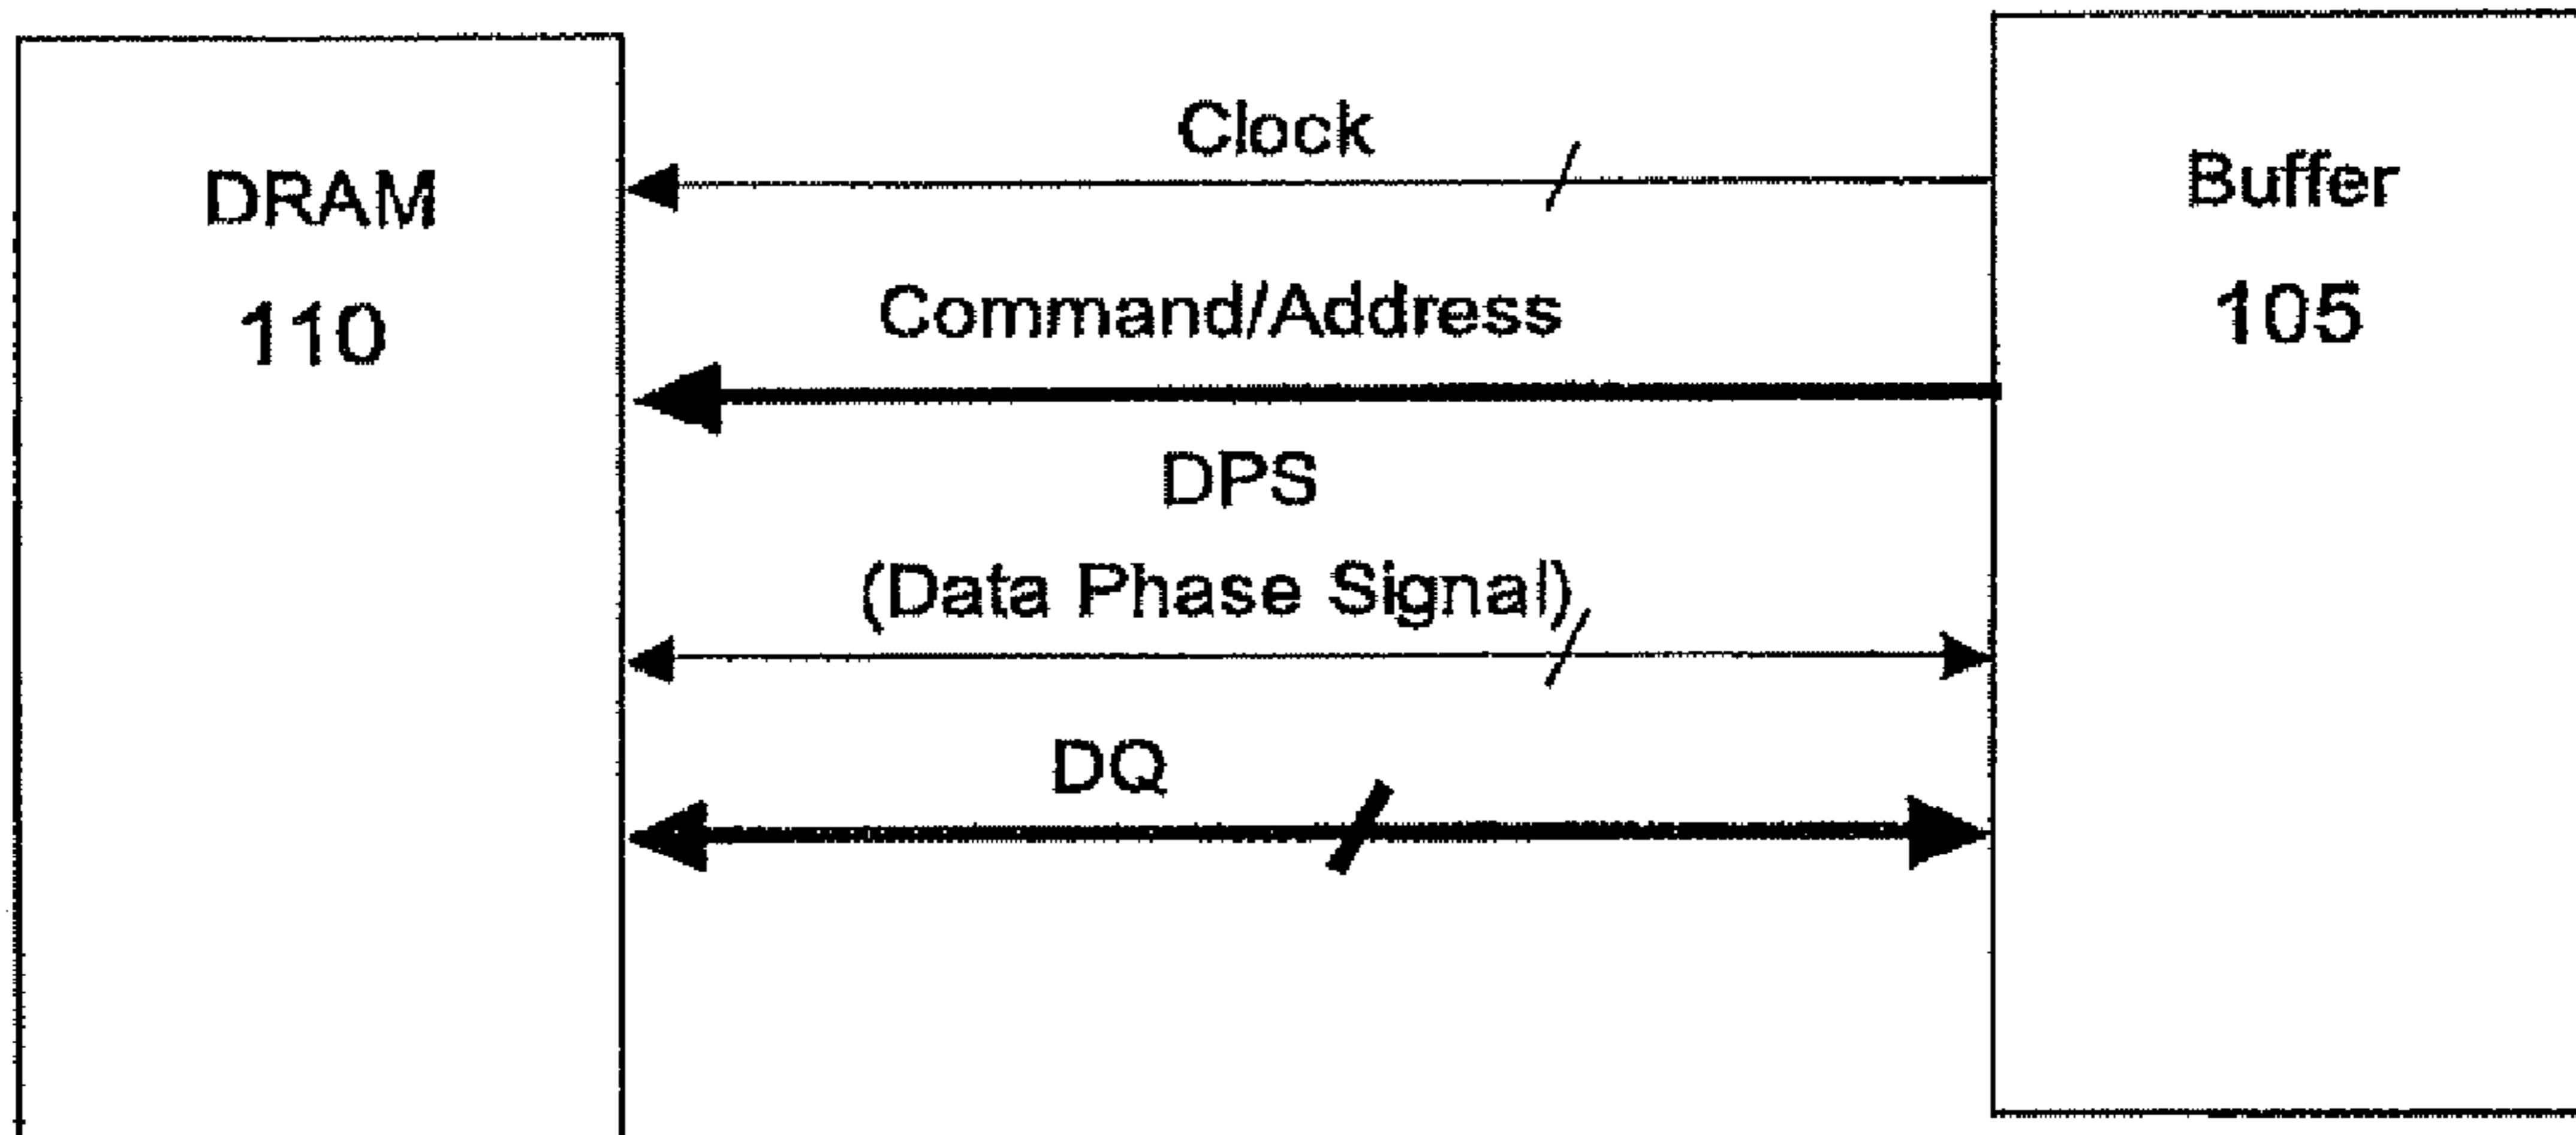 DRAM
110
Clock
Command/Address
DPS
(Data Phase Signal)
DQ
Buffer
105